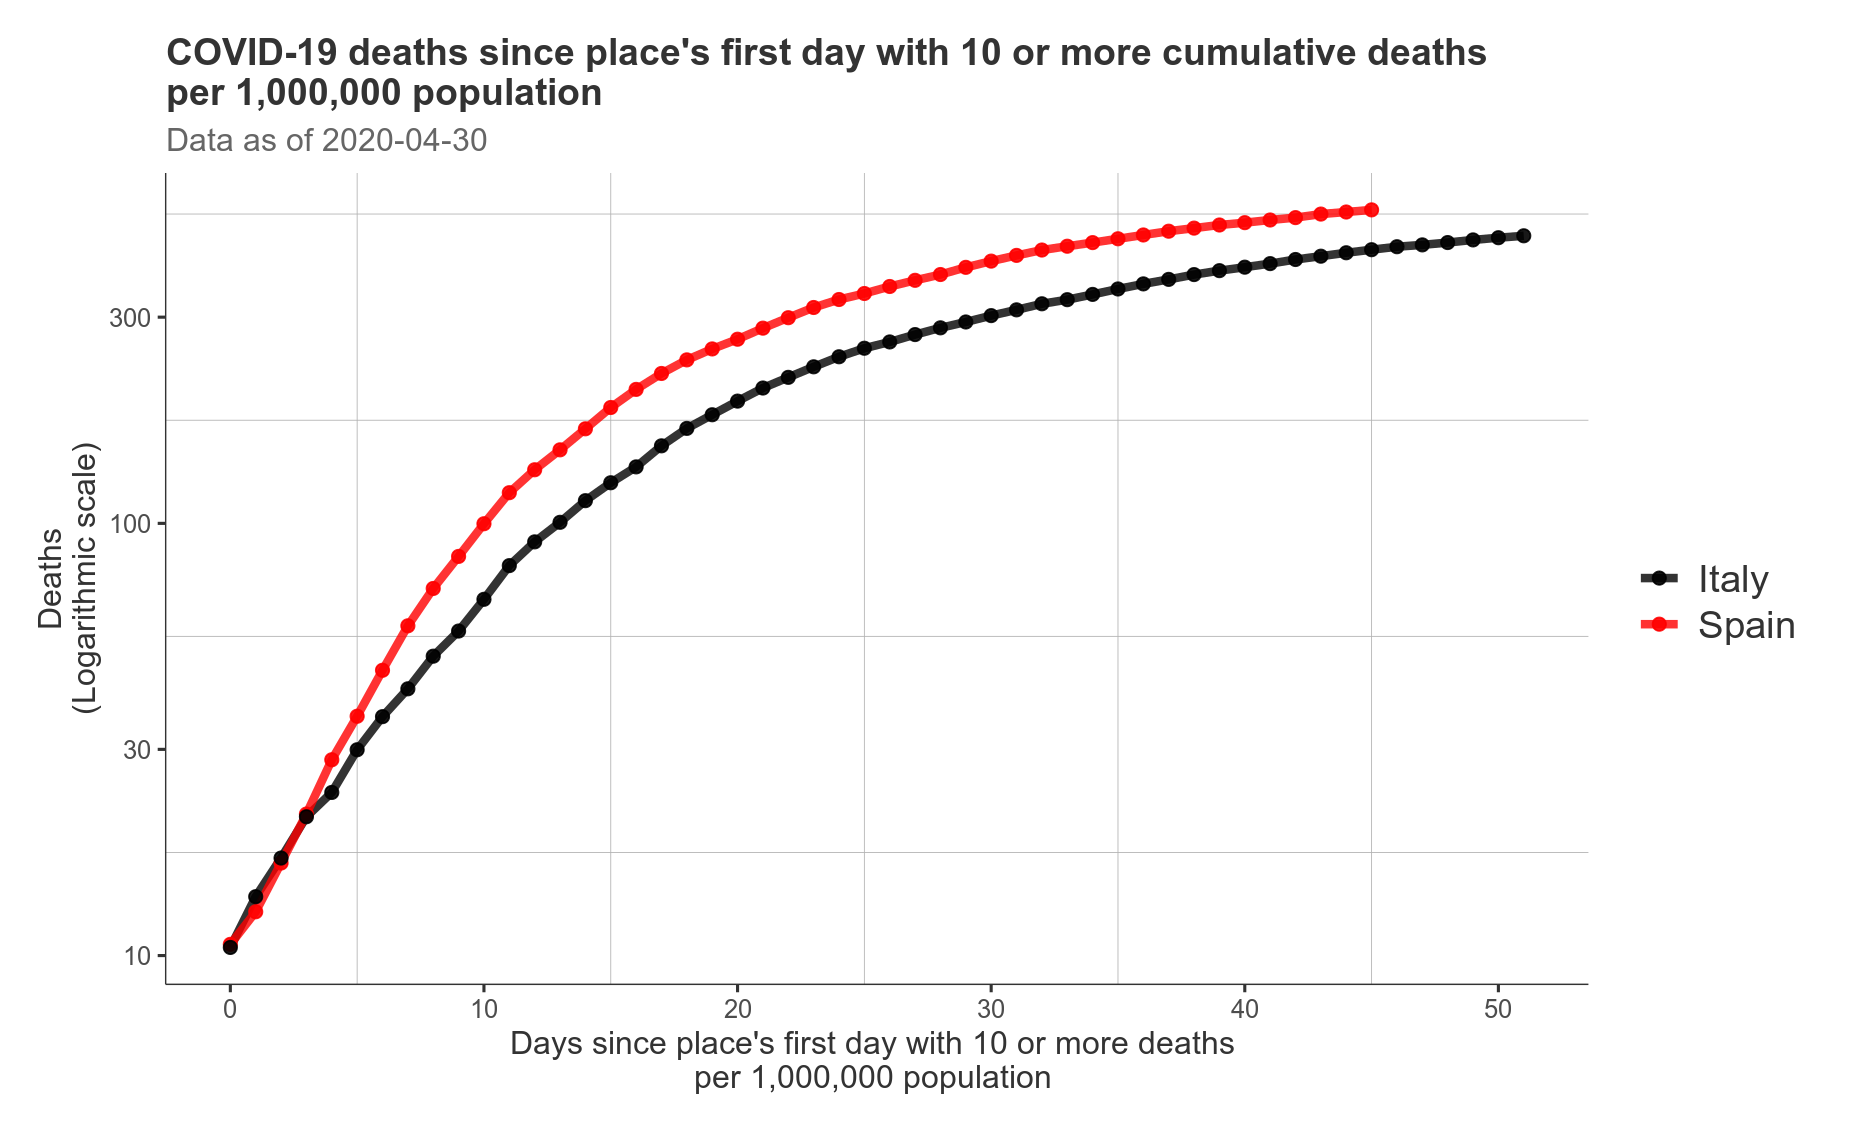 COVID-19 deaths since place's first day with 10 or more cumulative deaths
per 1,000,000 population
Data as of 2020-04-30
Deaths
(Logarithmic scale)
300
100
30
10
0
10
20
30
40
50
Days since place's first day with 10 or more deaths
per 1,000,000 population
Italy
Spain